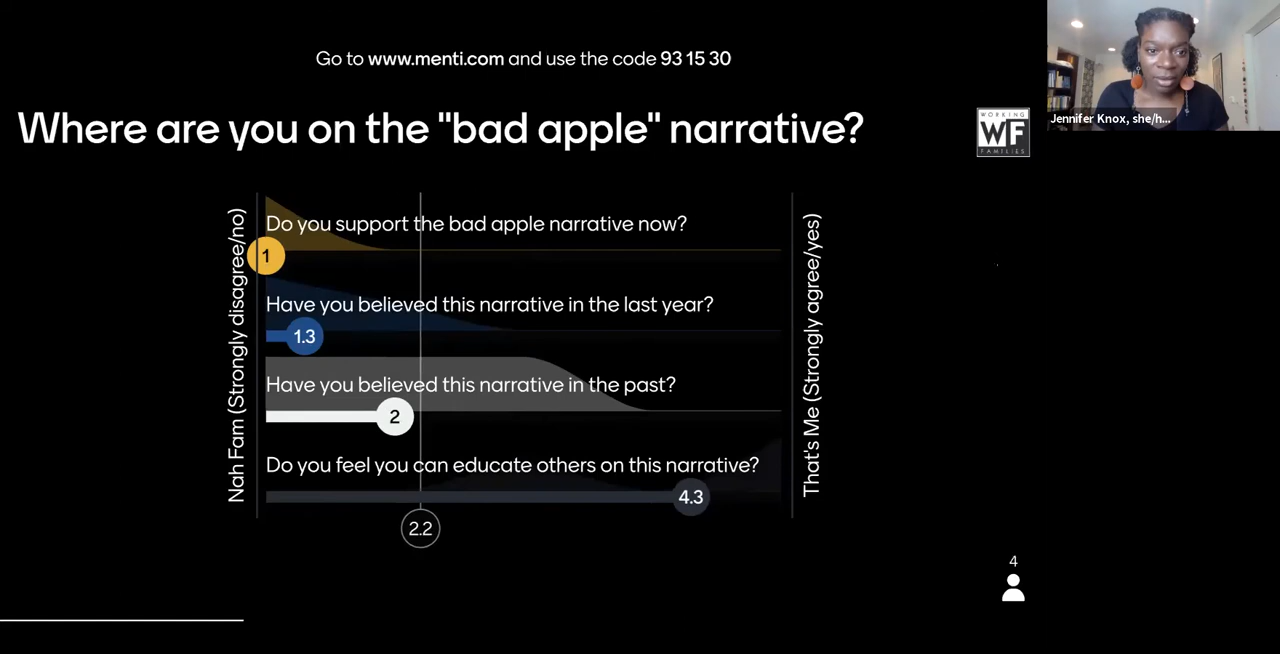 Go to www.menti.com and use the code 93 15 30
Where are you on the "bad apple" narrative?
WORKING
WF
FAMILIES
Jennifer Knox, she/h...
Nah Fam (Strongly disagree/no)
Do you support the bad apple narrative now?
1
Have you believed this narrative in the last year?
1.3
Have you believed this narrative in the past?
2
Do you feel you can educate others on this narrative?
4.3
2.2
That's Me (Strongly agree/yes)
4